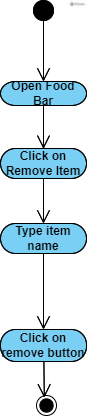 Open Food
Bar
Click on
Remove Item
Type item
name
Click on
remove button